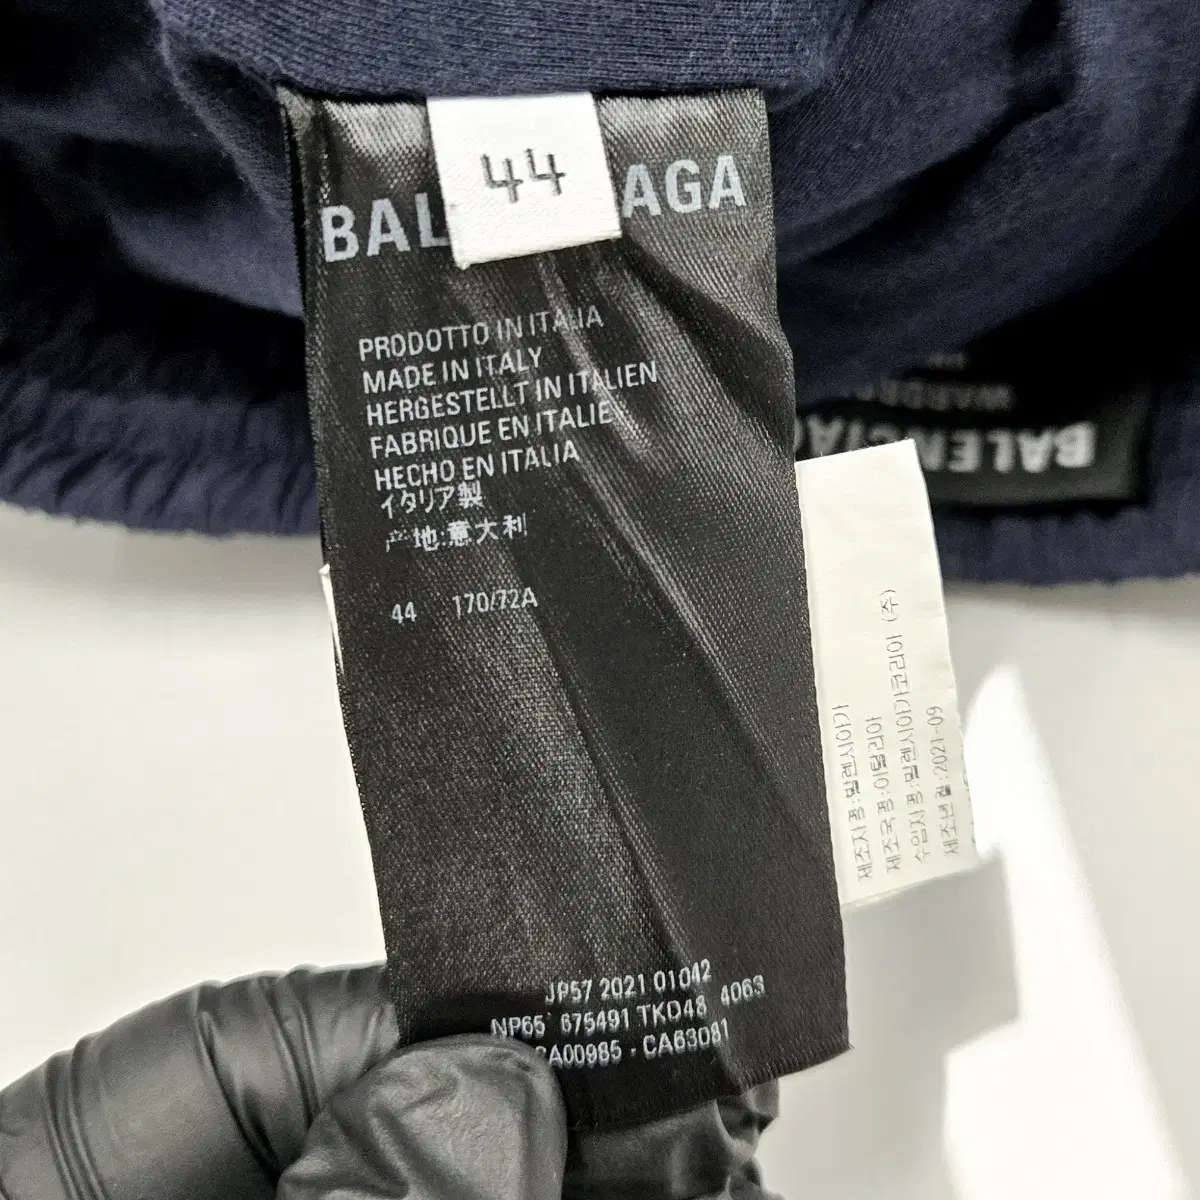 44
BAL AGA
PRODOTTO IN ITALIA
MADE IN ITALY
HERGESTELLT IN ITALIEN
FABRIQUE EN ITALIE
HECHO EN ITALIA
イタリア製
产地:意大利
44 170/72A
JP57 2021 01042
NP65 675491 TKD48 4063
CA00985 - CA63081
BALENCIAG
제조자명:발렌시아가
제조국명:이탈리아
수입자명:발렌시아가코리아 (주)
제조년월:2021-09